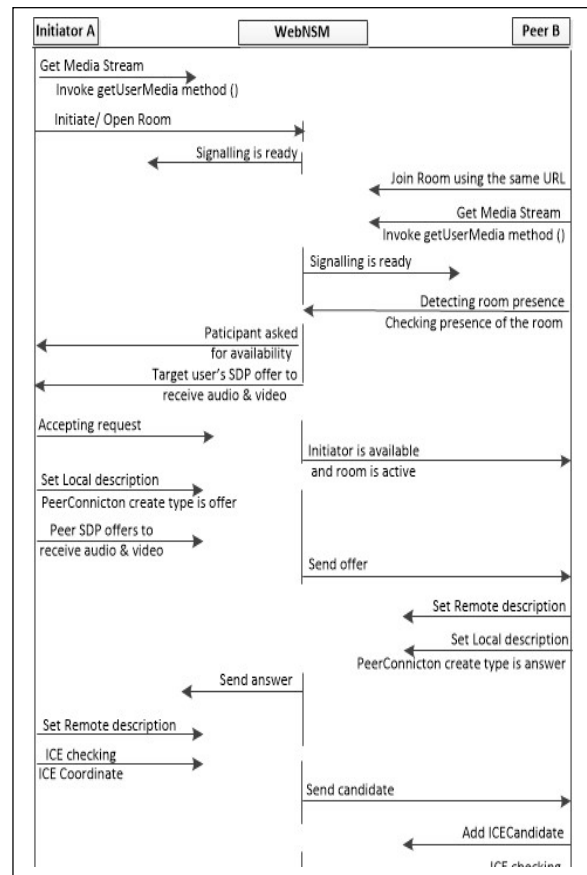 Initiator A
WebNSM
Peer B
Get Media Stream
Invoke getUserMedia method ()
Initiate/ Open Room
Signalling is ready
Join Room using the same URL
Get Media Stream
Invoke getUserMedia method ()
Signalling is ready
Detecting room presence
Checking presence of the room
Paticipant asked
for availability
Target user's SDP offer to
receive audio & video
Accepting request
Initiator is available
and room is active
Set Local description
PeerConnicton create type is offer
Peer SDP offers to
receive audio & video
Send offer
Set Remote description
Set Local description
PeerConnicton create type is answer
Send answer
Set Remote description
ICE checking
ICE Coordinate
Send candidate
Add ICECandidate
ICE checking